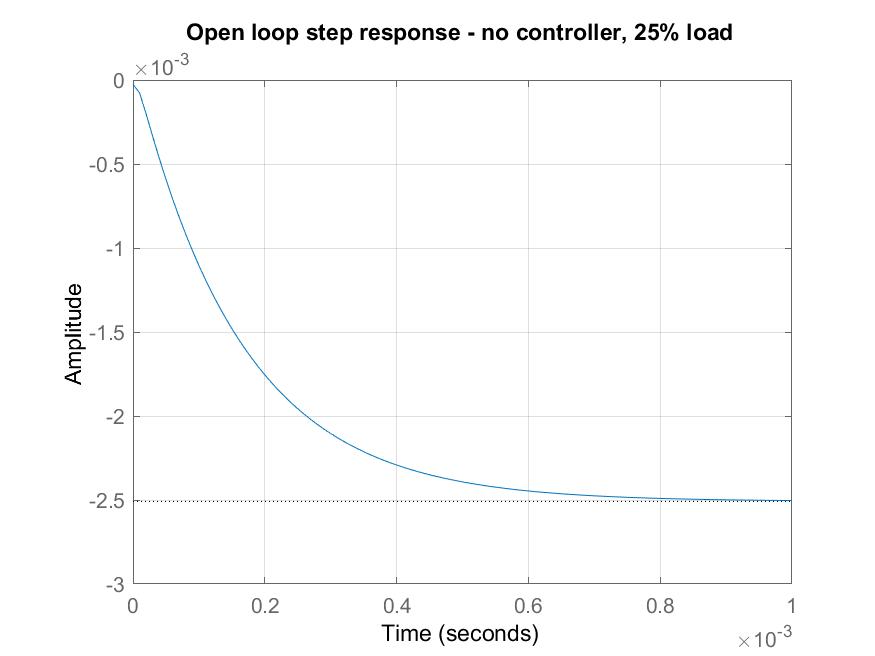 Open loop step response - no controller, 25% load
×10-3
0
-0.5
-1
-1.5
-2
-2.5
-3
Amplitude
0 0.2 0.4 0.6 0.8 1
Time (seconds)
×10-3